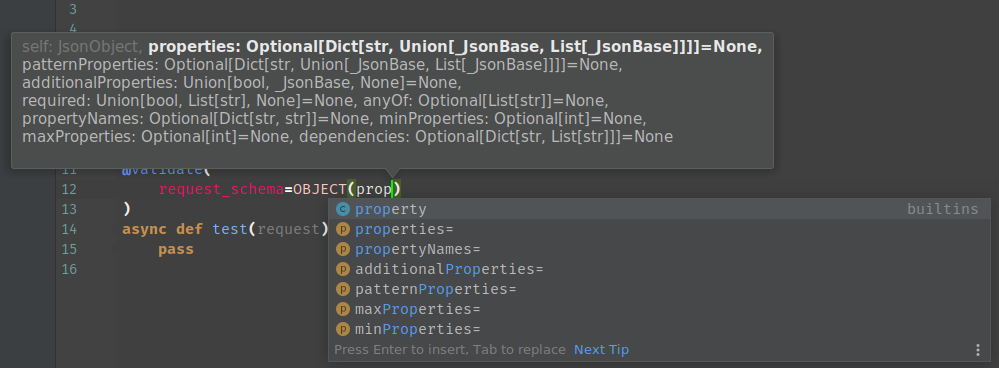 3
4
self: JsonObject, properties: Optional[Dict[str, Union[_JsonBase, List[_JsonBase]]]]=None,
patternProperties: Optional[Dict[str, Union[_JsonBase, List[_JsonBase]]]]=None,
additionalProperties: Union[bool, _JsonBase, None]=None,
required: Union[bool, List[str], None]=None, anyOf: Optional[List[str]]=None,
propertyNames: Optional[Dict[str, str]]=None, minProperties: Optional[int]=None,
maxProperties: Optional[int]=None, dependencies: Optional[Dict[str, List[str]]]=None
11 @validate(
12 request_schema=OBJECT(prop)
13 )
14 async def test(request)
15 pass
16
c property builtins
p properties=
p propertyNames=
p additionalProperties=
p patternProperties=
p maxProperties=
p minProperties=
Press Enter to insert, Tab to replace Next Tip